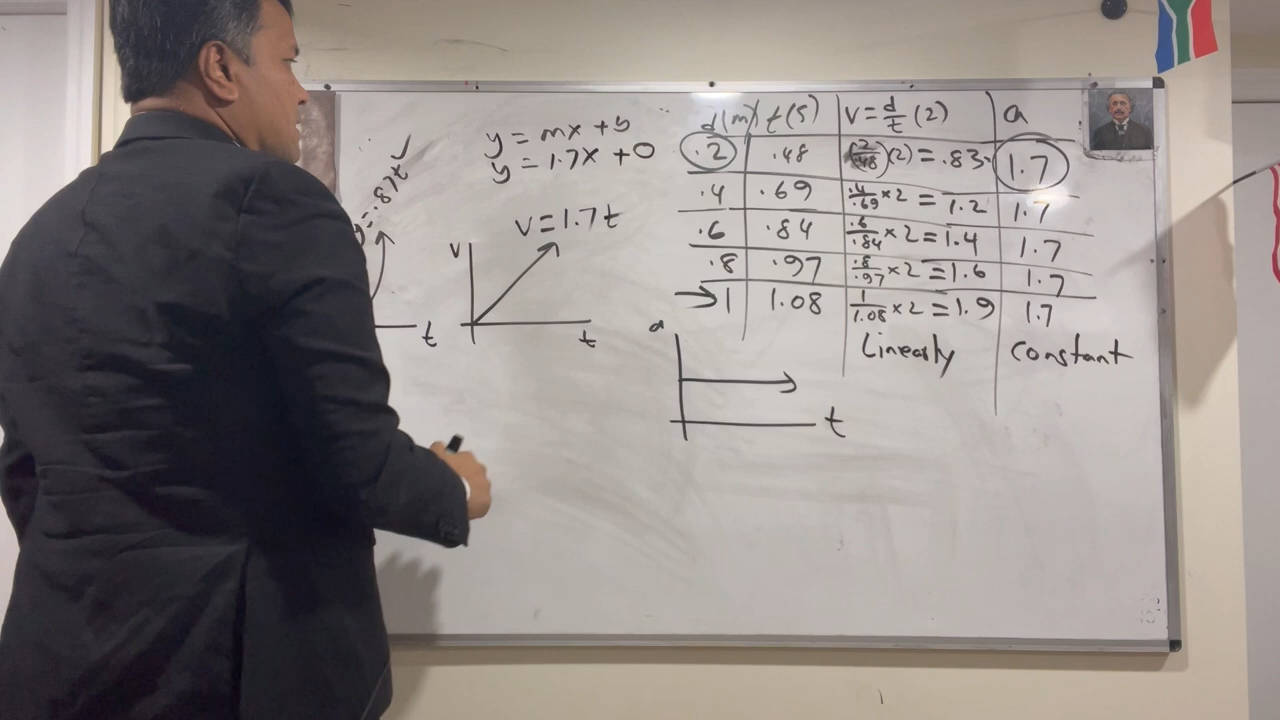 = .87t
y = mx + b
y = 1.7x + 0
v = 1.7t
v
t
t
d(m) t(s) v = d/t (2) a
.2 .48 (.2/.48)(2) = .83 1.7
.4 .69 .4/.69 × 2 = 1.2 1.7
.6 .84 .6/.84 × 2 = 1.4 1.7
.8 .97 .8/.97 × 2 = 1.6 1.7
→ 1 1.08 1/1.08 × 2 = 1.9 1.7
Linearly constant
a
t